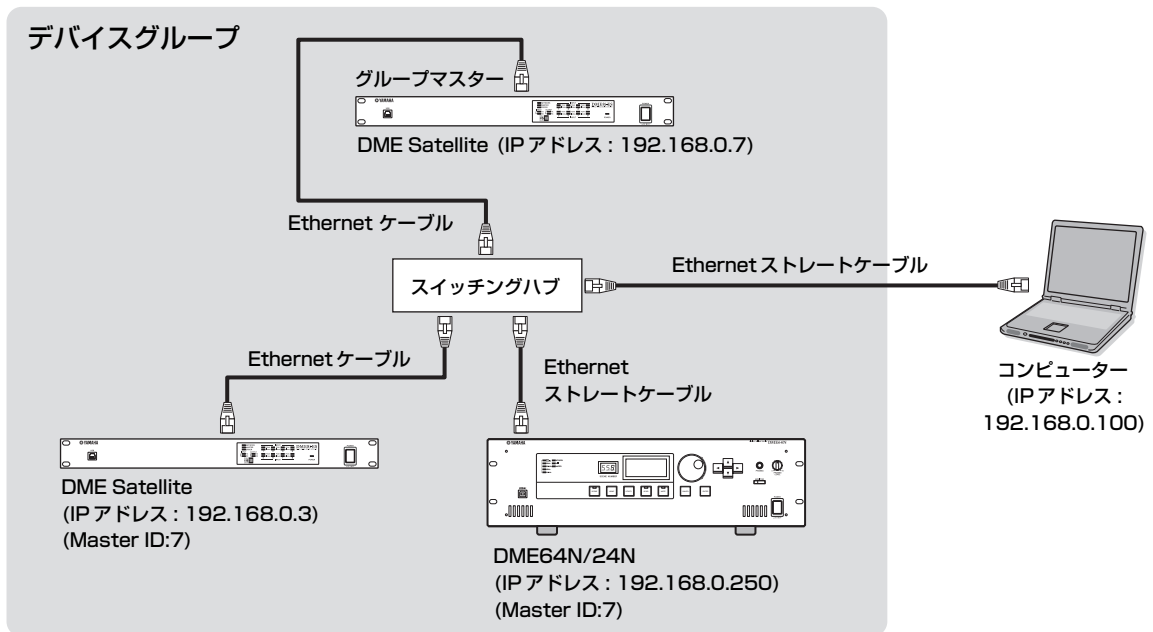 デバイスグループ
グループマスター
YAMAHA
DME Satellite (IPアドレス : 192.168.0.7)
Ethernet ケーブル
スイッチングハブ
Ethernetストレートケーブル
コンピューター
(IPアドレス :
192.168.0.100)
Ethernetケーブル
Ethernet
ストレートケーブル
YAMAHA
DME Satellite
(IPアドレス : 192.168.0.3)
(Master ID:7)
YAMAHA
DME64N/24N
(IPアドレス : 192.168.0.250)
(Master ID:7)